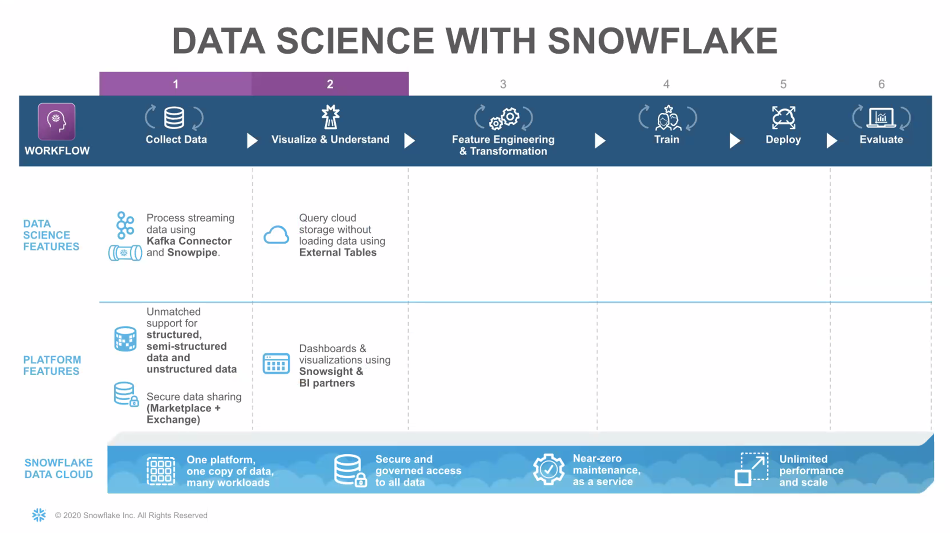 DATA SCIENCE WITH SNOWFLAKE
1
2
3
4
5
6
WORKFLOW
Collect Data
Visualize & Understand
Feature Engineering
& Transformation
Train
Deploy
Evaluate
DATA
SCIENCE
FEATURES
Process streaming
data using
Kafka Connector
and Snowpipe.
Query cloud
storage without
loading data using
External Tables
PLATFORM
FEATURES
Unmatched
support for
structured,
semi-structured
data and
unstructured data
Secure data sharing
(Marketplace +
Exchange)
Dashboards &
visualizations using
Snowsight &
BI partners
SNOWFLAKE
DATA CLOUD
One platform,
one copy of data,
many workloads
Secure and
governed access
to all data
Near-zero
maintenance,
as a service
Unlimited
performance
and scale
© 2020 Snowflake Inc. All Rights Reserved